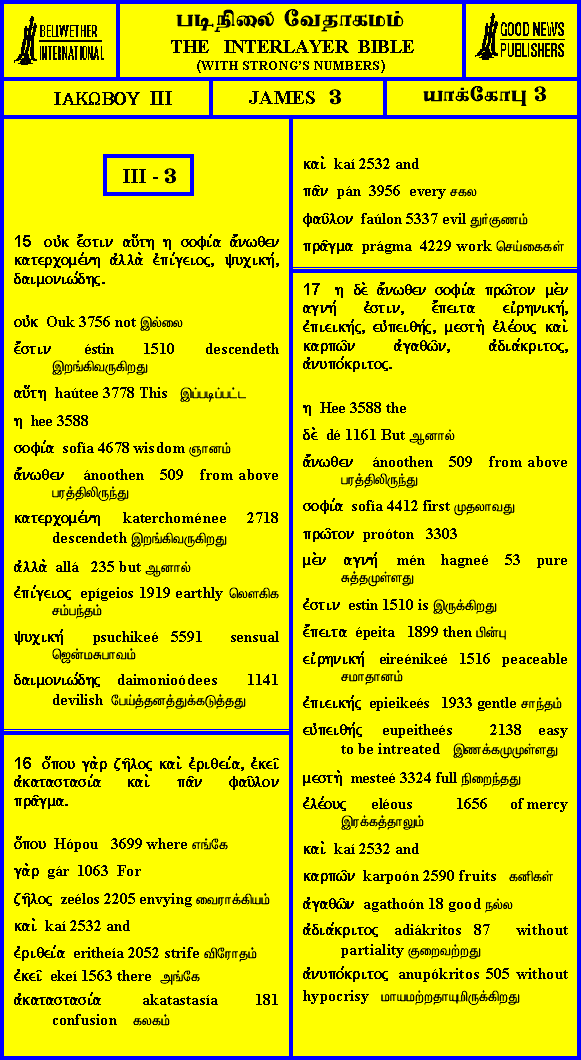 BELLWETHER
INTERNATIONAL
படிநிலை வேதாகமம்
THE INTERLAYER BIBLE
(WITH STRONG'S NUMBERS)
GOOD NEWS
PUBLISHERS
ΙΑΚΩΒΟΥ III
JAMES 3
யாக்கோபு 3
III - 3
15 οὐκ ἔστιν αὕτη η σοφία ἄνωθεν
κατερχομένη ἀλλὰ ἐπίγειος, ψυχική,
δαιμονιώδης.
οὐκ Ouk 3756 not இல்லை
ἔστιν éstin 1510 descendeth
இறங்கிவருகிறது
αὕτη haútee 3778 This இப்படிப்பட்ட
η hee 3588
σοφία sofía 4678 wisdom ஞானம்
ἄνωθεν ánoothen 509 from above
பரத்திலிருந்து
κατερχομένη katerchoménee 2718
descendeth இறங்கிவருகிறது
ἀλλὰ allá 235 but ஆனால்
ἐπίγειος epígeios 1919 earthly லௌகிக
சம்பந்தம்
ψυχική psuchikeé 5591 sensual
ஜென்மசுபாவம்
δαιμονιώδης daimonioódees 1141
devilish பேய்த்தனத்துக்கடுத்தது
16 ὅπου γὰρ ζῆλος καὶ ἐριθεία, ἐκεῖ
ἀκαταστασία καὶ πᾶν φαῦλον
πρᾶγμα.
ὅπου Hópou 3699 where எங்கே
γὰρ gár 1063 For
ζῆλος zeélos 2205 envying வைராக்கியம்
καὶ kaí 2532 and
ἐριθεία eritheía 2052 strife விரோதம்
ἐκεῖ ekeí 1563 there அங்கே
ἀκαταστασία akatastasía 181
confusion கலகம்
καὶ kaí 2532 and
πᾶν pán 3956 every சகல
φαῦλον faúlon 5337 evil துர்குணம்
πρᾶγμα prágma 4229 work செய்கைகள்
17 η δὲ ἄνωθεν σοφία πρῶτον μὲν
αγνή ἐστιν, ἔπειτα εἰρηνική,
ἐπιεικής, εὐπειθής, μεστὴ ἐλέους καὶ
καρπῶν ἀγαθῶν, ἀδιάκριτος,
ἀνυπόκριτος.
η Hee 3588 the
δὲ dé 1161 But ஆனால்
ἄνωθεν ánoothen 509 from above
பரத்திலிருந்து
σοφία sofía 4412 first முதலாவது
πρῶτον proóton 3303
μὲν αγνή mén hagneé 53 pure
சுத்தமுள்ளது
ἐστιν estin 1510 is இருக்கிறது
ἔπειτα épeita 1899 then பின்பு
εἰρηνική eireénikeé 1516 peaceable
சமாதானம்
ἐπιεικής epieikeés 1933 gentle சாந்தம்
εὐπειθής eupeitheés 2138 easy
to be intreated இணக்கமுமுள்ளது
μεστὴ mesteé 3324 full நிறைந்தது
ἐλέους eléous 1656 of mercy
இரக்கத்தாலும்
καὶ kaí 2532 and
καρπῶν karpoón 2590 fruits கனிகள்
ἀγαθῶν agathoón 18 good நல்ல
ἀδιάκριτος adiákritos 87 without
partiality குறைவற்றது
ἀνυπόκριτος anupókritos 505 without
hypocrisy மாயமற்றதாயுமிருக்கிறது